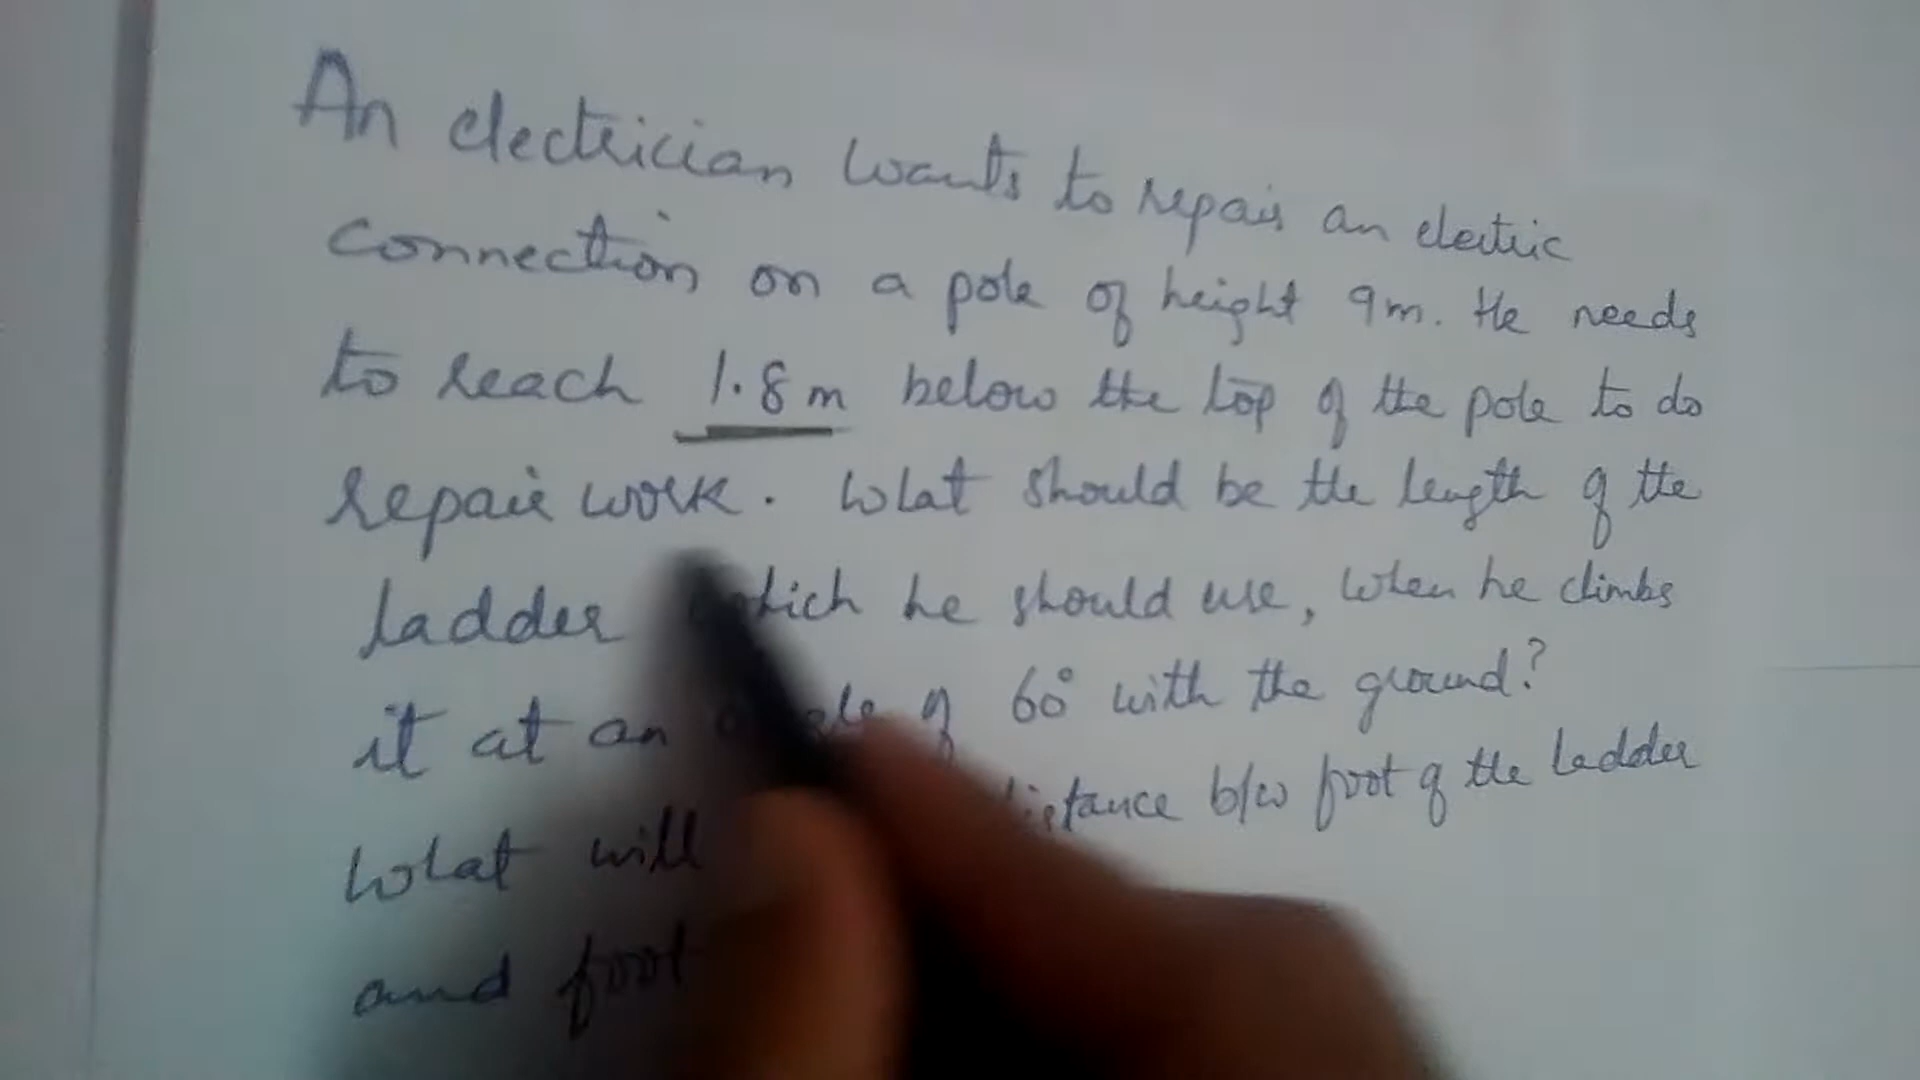 An electrician wants to repair an electric
connection on a pole of height 9m. He needs
to reach 1.8m below the top of the pole to do
repair work. What should be the length of the
ladder which he should use, when he climbs
it at an angle of 60° with the ground?
What will distance b/w foot of the ladder
and foot